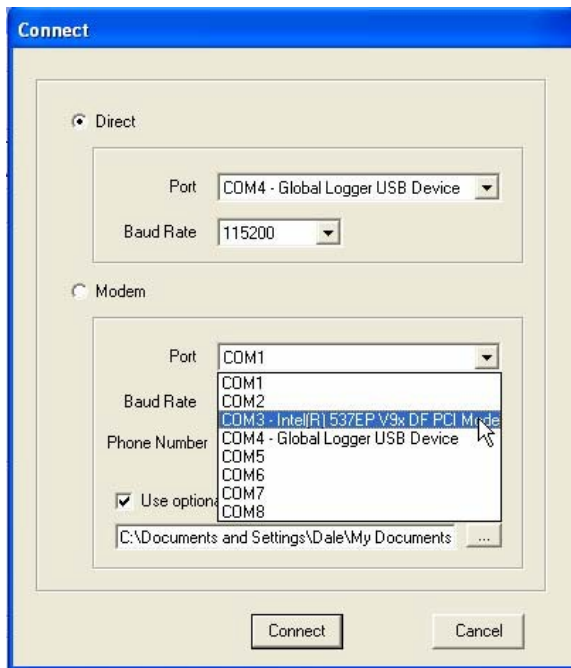 Connect
Direct
Port COM4 - Global Logger USB Device
Baud Rate 115200
Modem
Port COM1
COM1
COM2
Baud Rate
COM3 - Intel(R) 537EP V9x DF PCI Mode
Phone Number
COM4 - Global Logger USB Device
COM5
COM6
COM7
Use optiona
COM8
C:\Documents and Settings\Dale\My Documents ...
Connect Cancel